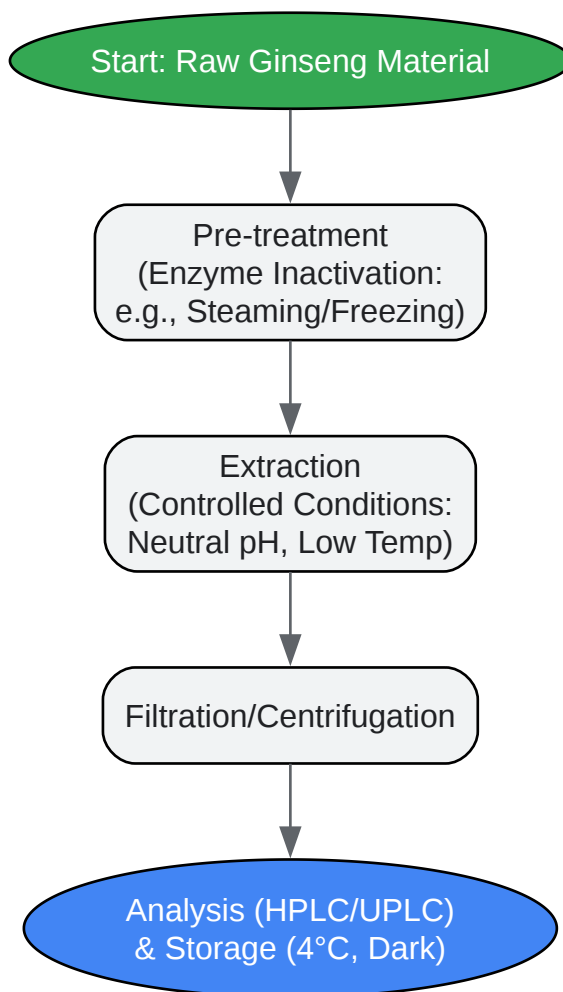 Start: Raw Ginseng Material
Pre-treatment
(Enzyme Inactivation:
e.g., Steaming/Freezing)
Extraction
(Controlled Conditions:
Neutral pH, Low Temp)
Filtration/Centrifugation
Analysis (HPLC/UPLC)
& Storage (4°C, Dark)